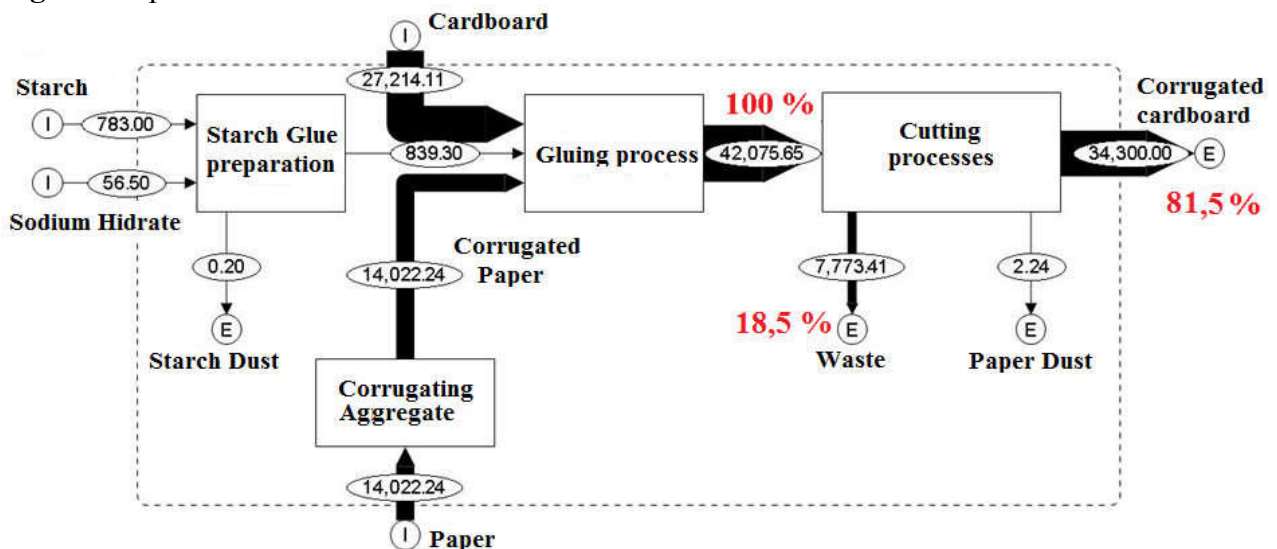 Cardboard
I
27,214.11
Starch
I
783.00
Starch Glue
preparation
839.30
Gluing process
100 %
42,075.65
Cutting
processes
Corrugated
cardboard
34,300.00
E
81,5 %
I
56.50
Sodium Hidrate
0.20
E
Starch Dust
Corrugated
Paper
14,022.24
7,773.41
18,5 %
E
Waste
2.24
E
Paper Dust
Corrugating
Aggregate
14,022.24
I
Paper